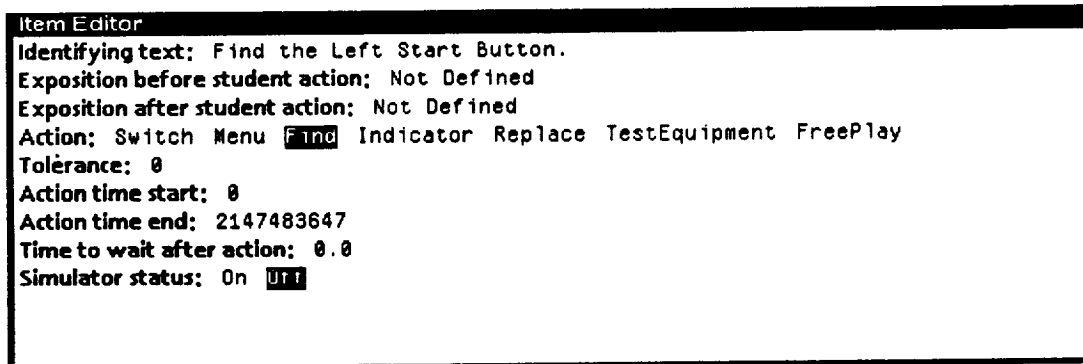 Item Editor
Identifying text: Find the Left Start Button.
Exposition before student action: Not Defined
Exposition after student action: Not Defined
Action: Switch Menu Find Indicator Replace TestEquipment FreePlay
Tolerance: 0
Action time start: 0
Action time end: 2147483647
Time to wait after action: 0.0
Simulator status: On Off